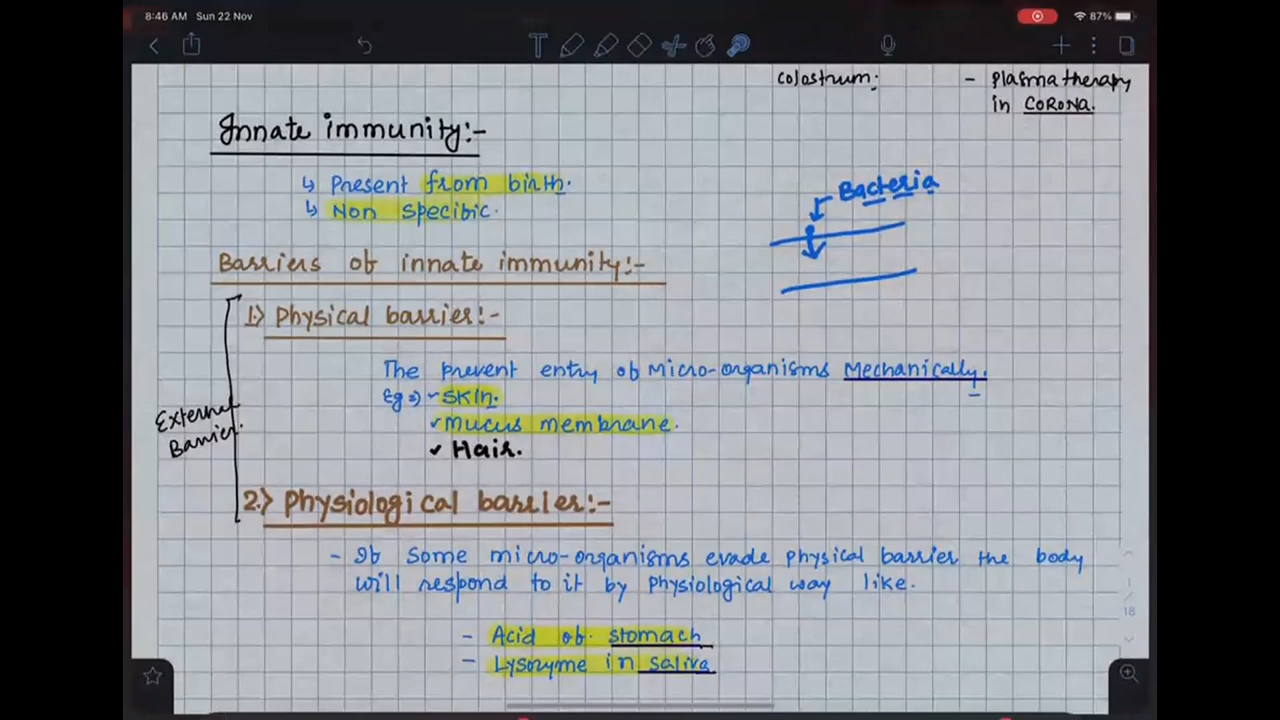 8:46 AM Sun 22 Nov
87%
T
colostrum:
- Plasma therapy
in CORONA.
Innate immunity:-
↳ Present from birth.
↳ Non specific.
Bacteria
Barriers of innate immunity:-
1.) Physical barrier:-
The prevent entry of micro-organisms Mechanically.
Eg => - Skin.
✓ Mucus membrane.
✓ Hair.
External
Barrier.
2.) Physiological barrier:-
- If some micro-organisms evade physical barrier the body
will respond to it by physiological way like.
- Acid of stomach
- Lysozyme in saliva
1
/
18